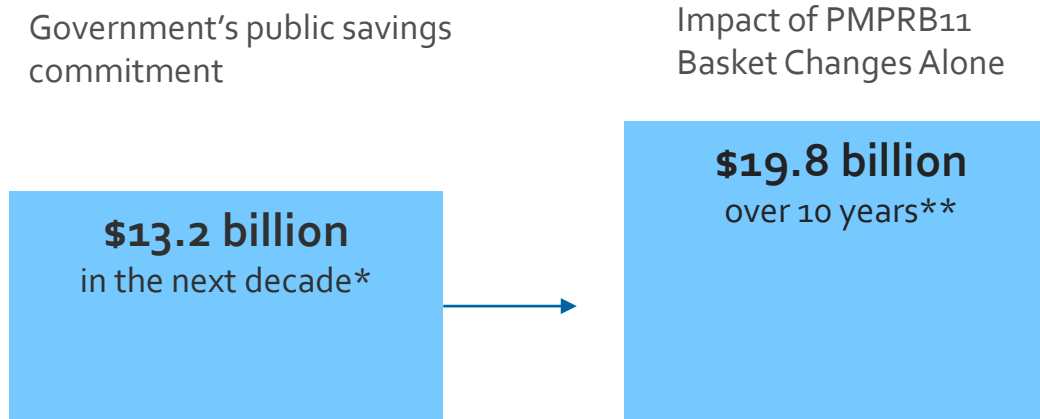 Government's public savings
commitment
$13.2 billion
in the next decade*
Impact of PMPRB11
Basket Changes Alone
$19.8 billion
over 10 years**